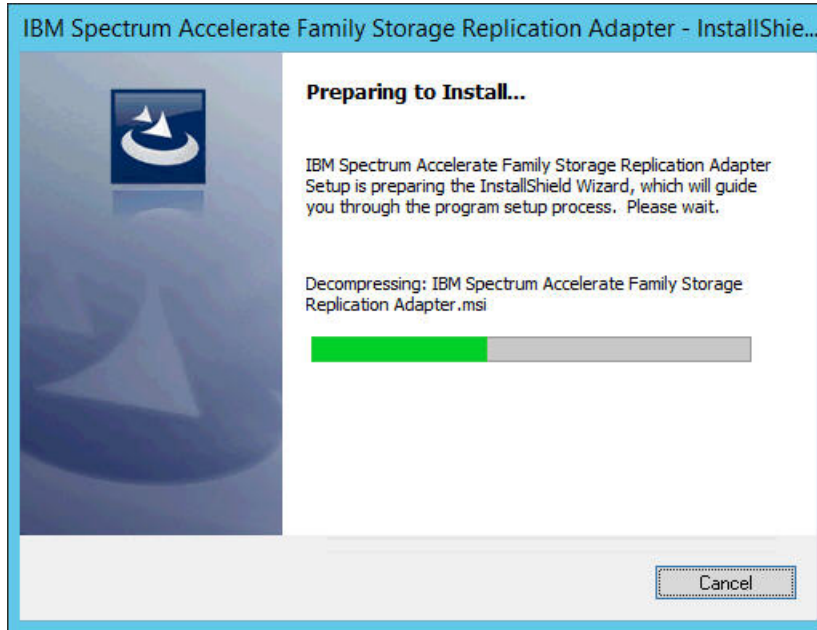 IBM Spectrum Accelerate Family Storage Replication Adapter - InstallShie...
Preparing to Install...
IBM Spectrum Accelerate Family Storage Replication Adapter
Setup is preparing the InstallShield Wizard, which will guide
you through the program setup process. Please wait.
Decompressing: IBM Spectrum Accelerate Family Storage
Replication Adapter.msi
Cancel